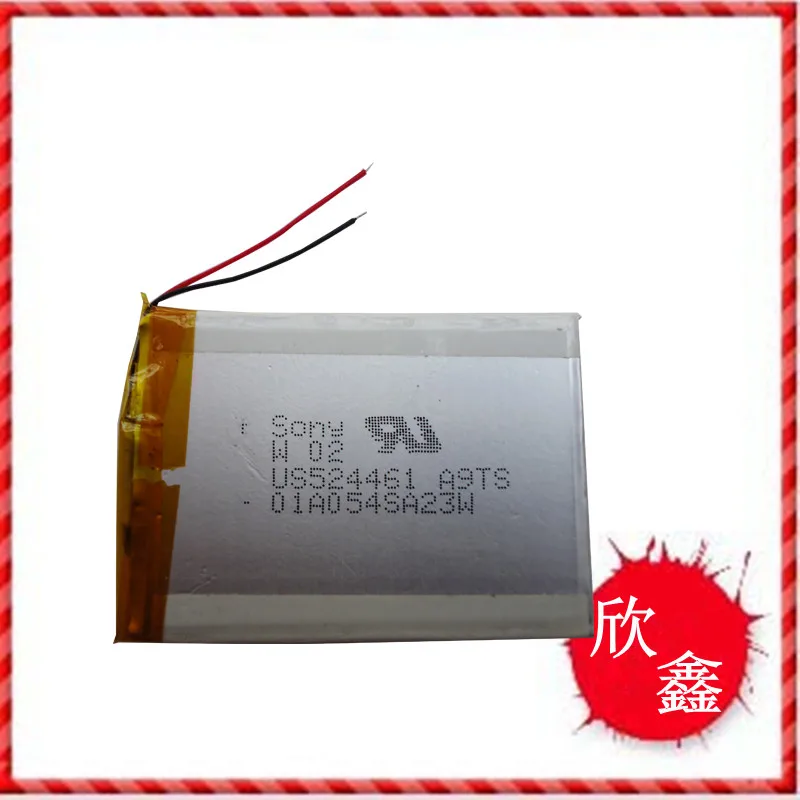 Sony
W 02
US524461 A9TS
01A054SA23W
欣
鑫